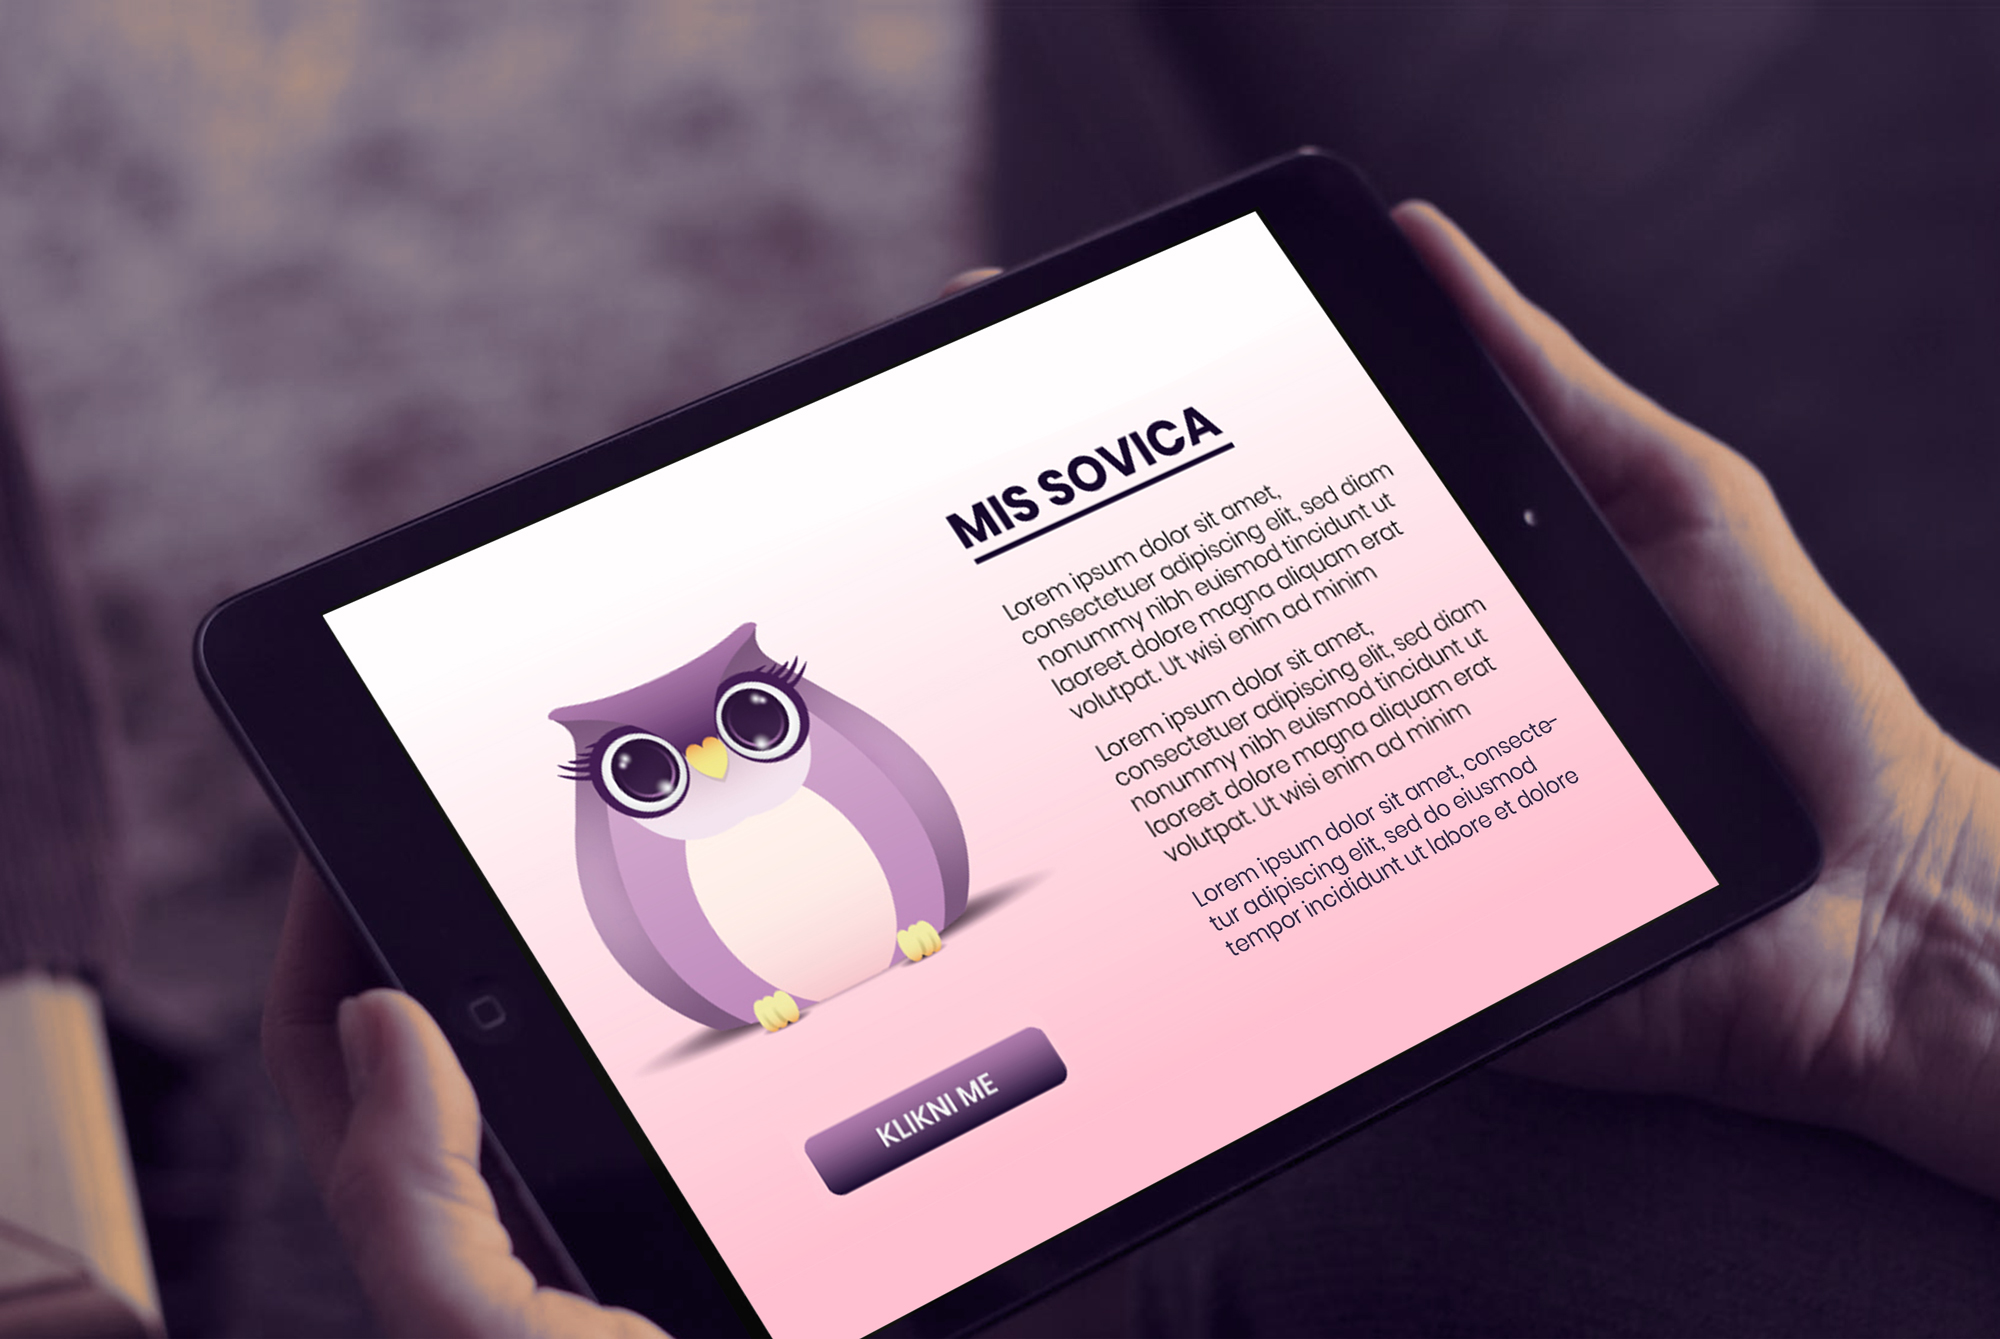 MIS SOVICA
Lorem ipsum dolor sit amet,
consectetuer adipiscing elit, sed diam
nonummy nibh euismod tincidunt ut
laoreet dolore magna aliquam erat
volutpat. Ut wisi enim ad minim
Lorem ipsum dolor sit amet,
consectetuer adipiscing elit, sed diam
nonummy nibh euismod tincidunt ut
laoreet dolore magna aliquam erat
volutpat. Ut wisi enim ad minim
Lorem ipsum dolor sit amet, consecte-
tur adipiscing elit, sed do eiusmod
tempor incididunt ut labore et dolore
KLIKNI ME